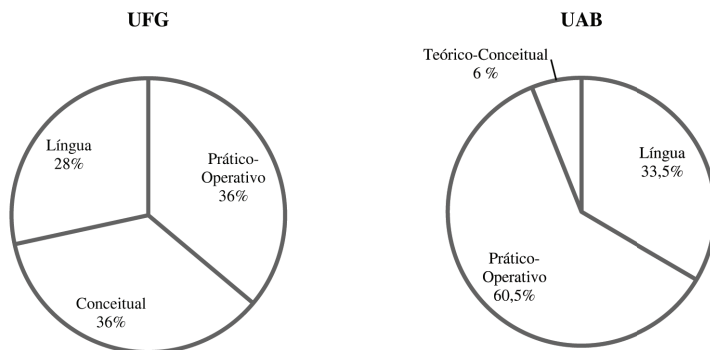 UFG
Língua
28%
Prático-
Operativo
36%
Conceitual
36%
UAB
Teórico-Conceitual
6 %
Língua
33,5%
Prático-
Operativo
60,5%